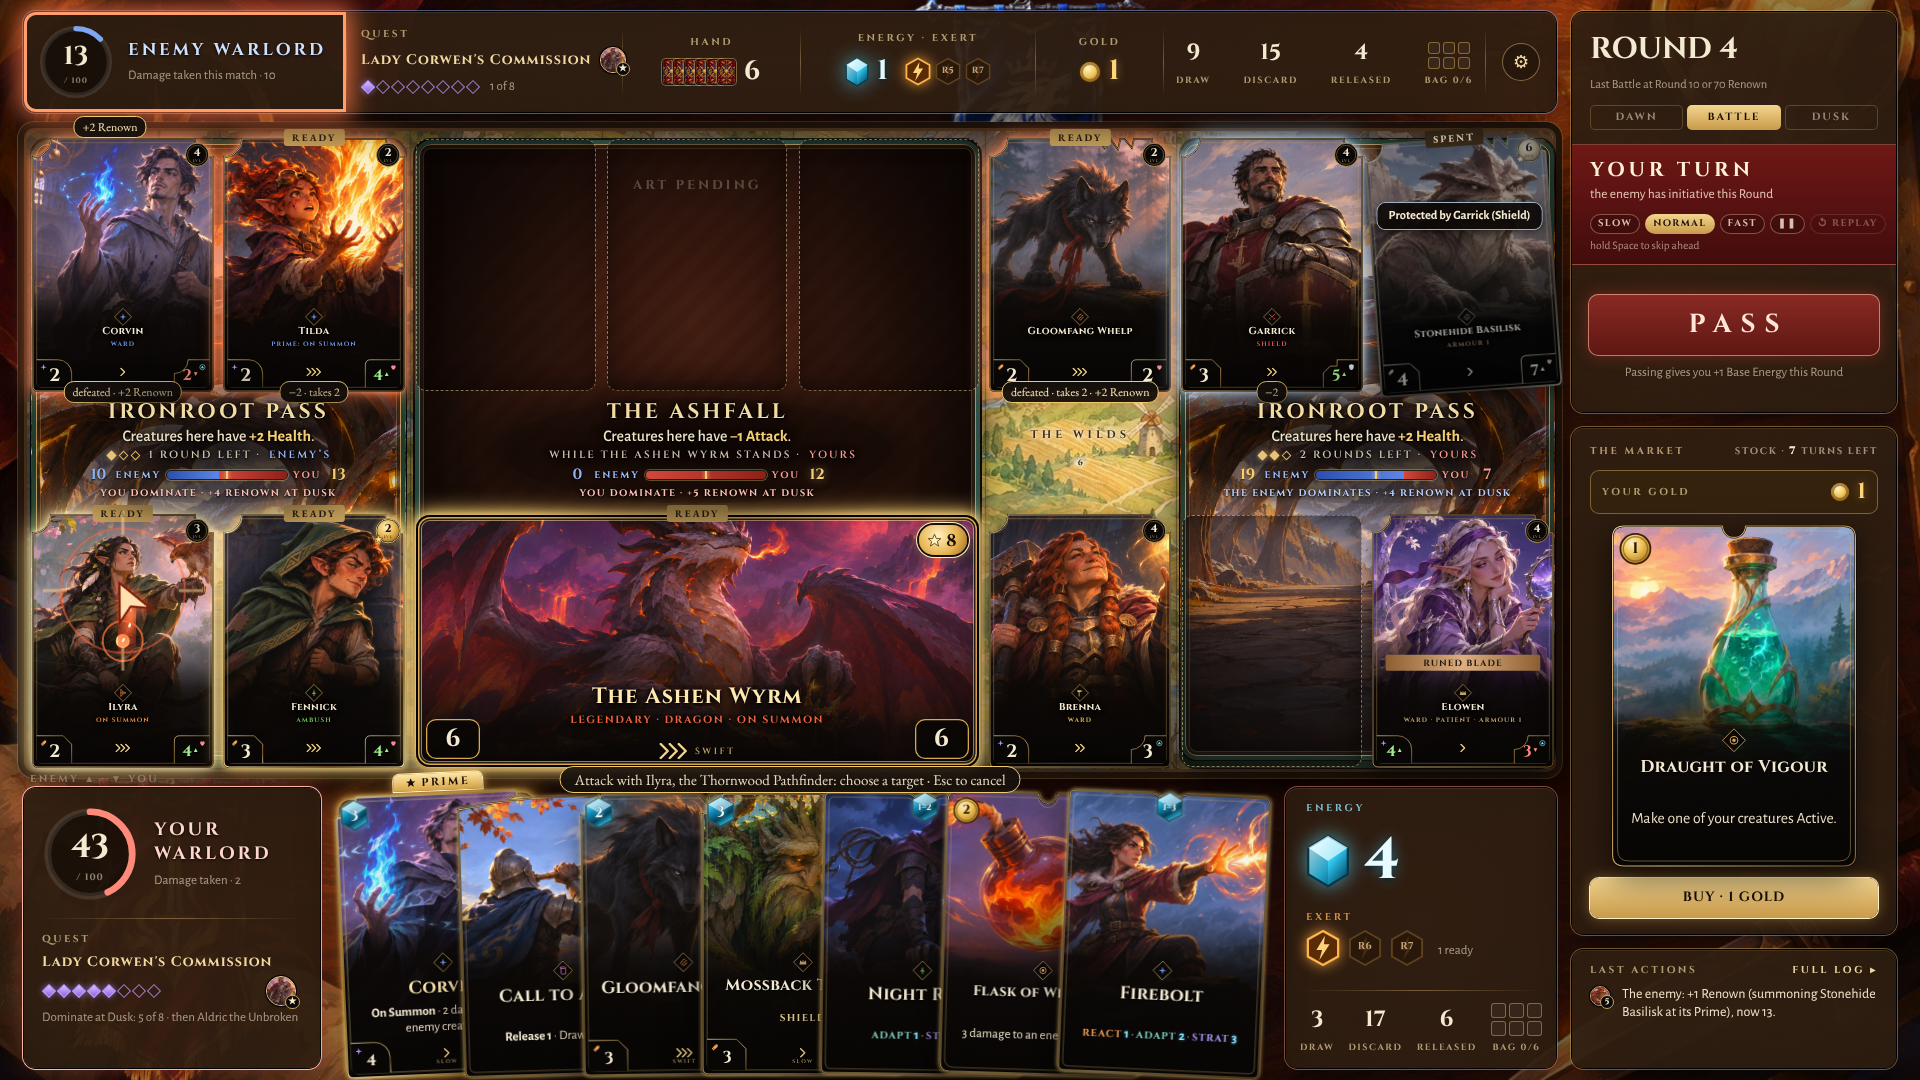 13
/ 100
ENEMY WARLORD
Damage taken this match · 10
QUEST
LADY CORWEN'S COMMISSION
1 of 8
HAND
6
ENERGY · EXERT
1
R5
R7
GOLD
1
9
DRAW
15
DISCARD
4
RELEASED
BAG 0/6
ROUND 4
Last Battle at Round 10 or 70 Renown
DAWN
BATTLE
DUSK
YOUR TURN
the enemy has initiative this Round
SLOW
NORMAL
FAST
REPLAY
hold Space to skip ahead
PASS
Passing gives you +1 Base Energy this Round
+2 Renown
4
CORVIN
WARD
2
2
defeated · +2 Renown
READY
2
TILDA
PRIME: ON SUMMON
2
4
−2 · takes 2
ART PENDING
READY
2
GLOOMFANG WHELP
2
2
defeated · takes 2 · +2 Renown
4
GARRICK
SHIELD
3
5
−2
SPENT
6
Protected by Garrick (Shield)
STONEHIDE BASILISK
ARMOUR 1
4
7
IRONROOT PASS
Creatures here have +2 Health.
1 ROUND LEFT · ENEMY'S
10 ENEMY
YOU 13
YOU DOMINATE · +4 RENOWN AT DUSK
THE ASHFALL
Creatures here have −1 Attack.
WHILE THE ASHEN WYRM STANDS · YOURS
0 ENEMY
YOU 12
YOU DOMINATE · +5 RENOWN AT DUSK
THE WILDS
6
IRONROOT PASS
Creatures here have +2 Health.
2 ROUNDS LEFT · YOURS
19 ENEMY
YOU 7
THE ENEMY DOMINATES · +4 RENOWN AT DUSK
READY
3
ILYRA
ON SUMMON
2
4
READY
2
FENNICK
AMBUSH
3
4
READY
8
THE ASHEN WYRM
LEGENDARY · DRAGON · ON SUMMON
6
SWIFT
6
4
BRENNA
WARD
2
3
4
RUNED BLADE
ELOWEN
WARD · PATIENT · ARMOUR 1
4
3
ENEMY
YOU
Attack with Ilyra, the Thornwood Pathfinder: choose a target · Esc to cancel
43
/ 100
YOUR WARLORD
Damage taken · 2
QUEST
LADY CORWEN'S COMMISSION
Dominate at Dusk: 5 of 8 · then Aldric the Unbroken
PRIME
3
CORV
On Summon · 2 da
enemy crea
4
SLOW
CALL TO
Release 1 · Draw
2
GLOOMFAN
3
SWIFT
3
MOSSBACK T
SHIELD
3
SLOW
1-2
NIGHT R
ADAPT 1 · ST
2
FLASK OF WI
3 damage to an ene
1-3
FIREBOLT
REACT 1 · ADAPT 2 · STRAT 3
ENERGY
4
EXERT
R6
R7
1 ready
3
DRAW
17
DISCARD
6
RELEASED
BAG 0/6
THE MARKET
STOCK · 7 TURNS LEFT
YOUR GOLD
1
1
DRAUGHT OF VIGOUR
Make one of your creatures Active.
BUY · 1 GOLD
LAST ACTIONS
FULL LOG ▸
5
The enemy: +1 Renown (summoning Stonehide Basilisk at its Prime), now 13.